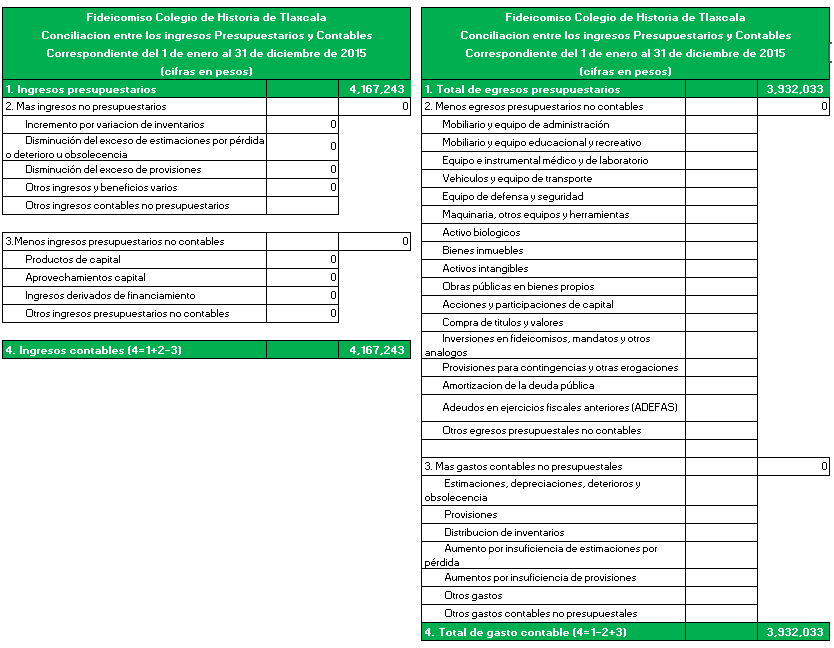 Fideicomiso Colegio de Historia de Tlaxcala
Conciliacion entre los ingresos Presupuestarios y Contables
Correspondiente del 1 de enero al 31 de diciembre de 2015
(cifras en pesos)
1. Ingresos presupuestarios 4,167,243
2. Mas ingresos no presupuestarios 0
Incremento por variacion de inventarios 0
Disminución del exceso de estimaciones por pérdida
o deterioro u obsolecencia 0
Disminución del exceso de provisiones 0
Otros ingresos y beneficios varios 0
Otros ingresos contables no presupuestarios
3.Menos ingresos presupuestarios no contables 0
Productos de capital 0
Aprovechamientos capital 0
Ingresos derivados de financiamiento 0
Otros ingresos presupuestarios no contables 0
4. Ingresos contables (4=1+2-3) 4,167,243
Fideicomiso Colegio de Historia de Tlaxcala
Conciliacion entre los ingresos Presupuestarios y Contables
Correspondiente del 1 de enero al 31 de diciembre de 2015
(cifras en pesos)
1. Total de egresos presupuestarios 3,932,033
2. Menos egresos presupuestarios no contables 0
Mobiliario y equipo de administración
Mobiliario y equipo educacional y recreativo
Equipo e instrumental médico y de laboratorio
Vehiculos y equipo de transporte
Equipo de defensa y seguridad
Maquinaria, otros equipos y herramientas
Activo biologicos
Bienes inmuebles
Activos intangibles
Obras públicas en bienes propios
Acciones y participaciones de capital
Compra de titulos y valores
Inversiones en fideicomisos, mandatos y otros
analogos
Provisiones para contingencias y otras erogaciones
Amortizacion de la deuda pública
Adeudos en ejercicios fiscales anteriores (ADEFAS)
Otros egresos presupuestales no contables
3. Mas gastos contables no presupuestales 0
Estimaciones, depreciaciones, deterioros y
obsolecencia
Provisiones
Distribucion de inventarios
Aumento por insuficiencia de estimaciones por
pérdida
Aumentos por insuficiencia de provisiones
Otros gastos
Otros gastos contables no presupuestales
4. Total de gasto contable (4=1-2+3) 3,932,033